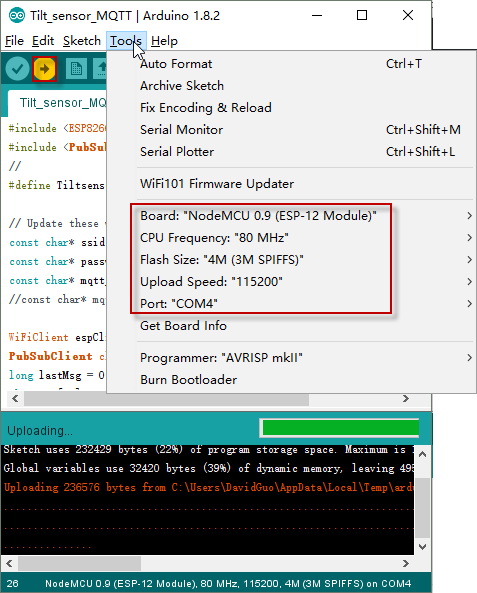 Tilt_sensor_MQTT | Arduino 1.8.2
File Edit Sketch Tools Help
Auto Format Ctrl+T
Archive Sketch
Fix Encoding & Reload
Serial Monitor Ctrl+Shift+M
Serial Plotter Ctrl+Shift+L
WiFi101 Firmware Updater
Board: "NodeMCU 0.9 (ESP-12 Module)"
CPU Frequency: "80 MHz"
Flash Size: "4M (3M SPIFFS)"
Upload Speed: "115200"
Port: "COM4"
Get Board Info
Programmer: "AVRISP mkII"
Burn Bootloader
Tilt_sensor_MQTT
#include <ESP826
#include <PubSub
//
#define Tiltsens
// Update these
const char* ssid
const char* pass
const char* mqtt_
//const char* mq
WiFiClient espCl
PubSubClient c
long lastMsg = 0
Uploading...
Sketch uses 232429 bytes (22%) of program storage space. Maximum is 1
Global variables use 32420 bytes (39%) of dynamic memory, leaving 495
Uploading 236576 bytes from C:\Users\DavidGuo\AppData\Local\Temp\ardu
26 NodeMCU 0.9 (ESP-12 Module), 80 MHz, 115200, 4M (3M SPIFFS) on COM4